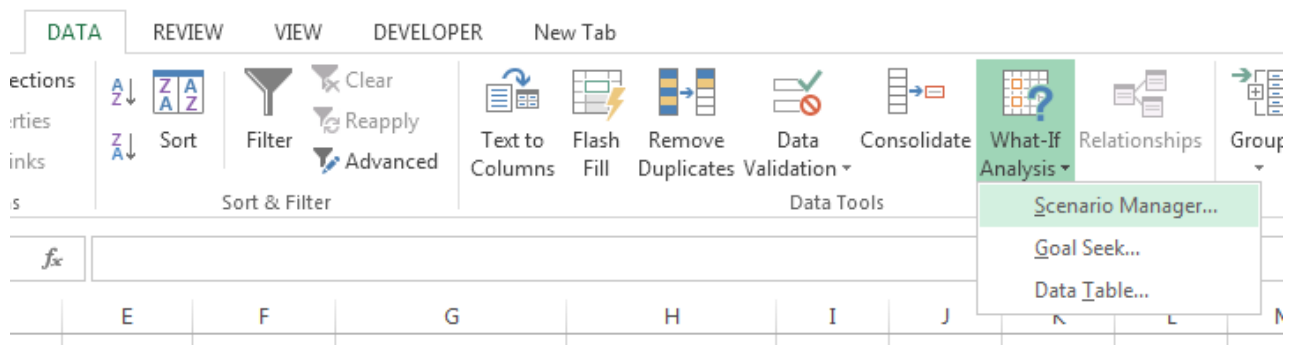 DATA REVIEW VIEW DEVELOPER New Tab
ections
erties
inks
s
A
Z
Z
A
Z A
A Z
Sort
Filter
Clear
Reapply
Advanced
Sort & Filter
Text to
Columns
Flash
Fill
Remove
Duplicates
Data
Validation
Consolidate
What-If
Analysis
Relationships
Group
Data Tools
Scenario Manager...
Goal Seek...
Data Table...
fx
E F G H I J K L M